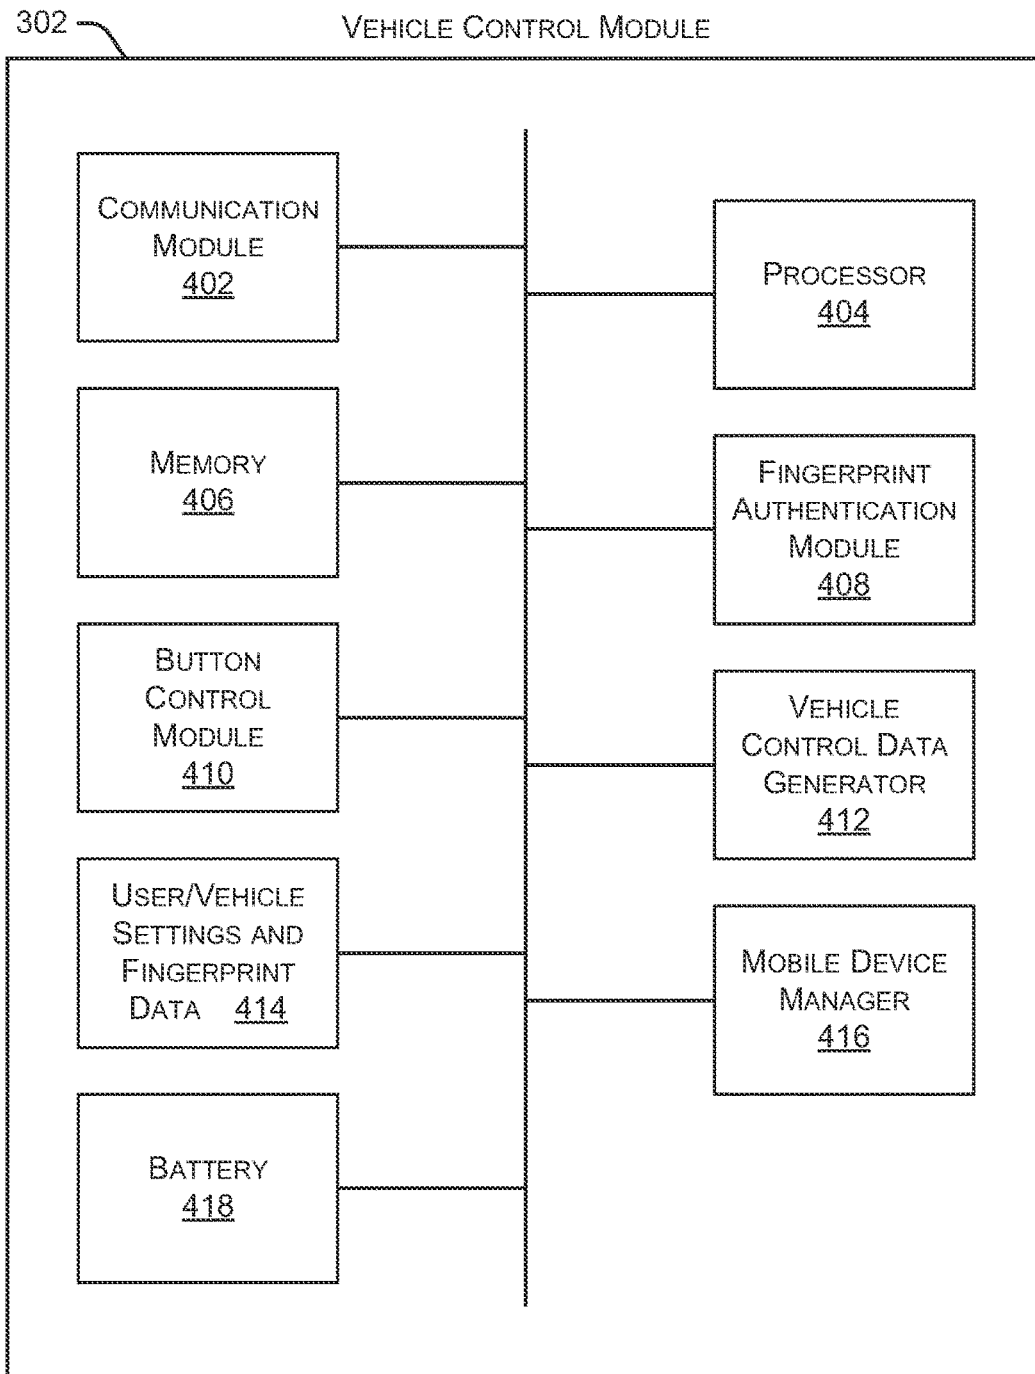 302
VEHICLE CONTROL MODULE
COMMUNICATION
MODULE
402
PROCESSOR
404
MEMORY
406
FINGERPRINT
AUTHENTICATION
MODULE
408
BUTTON
CONTROL
MODULE
410
VEHICLE
CONTROL DATA
GENERATOR
412
USER/VEHICLE
SETTINGS AND
FINGERPRINT
DATA 414
MOBILE DEVICE
MANAGER
416
BATTERY
418